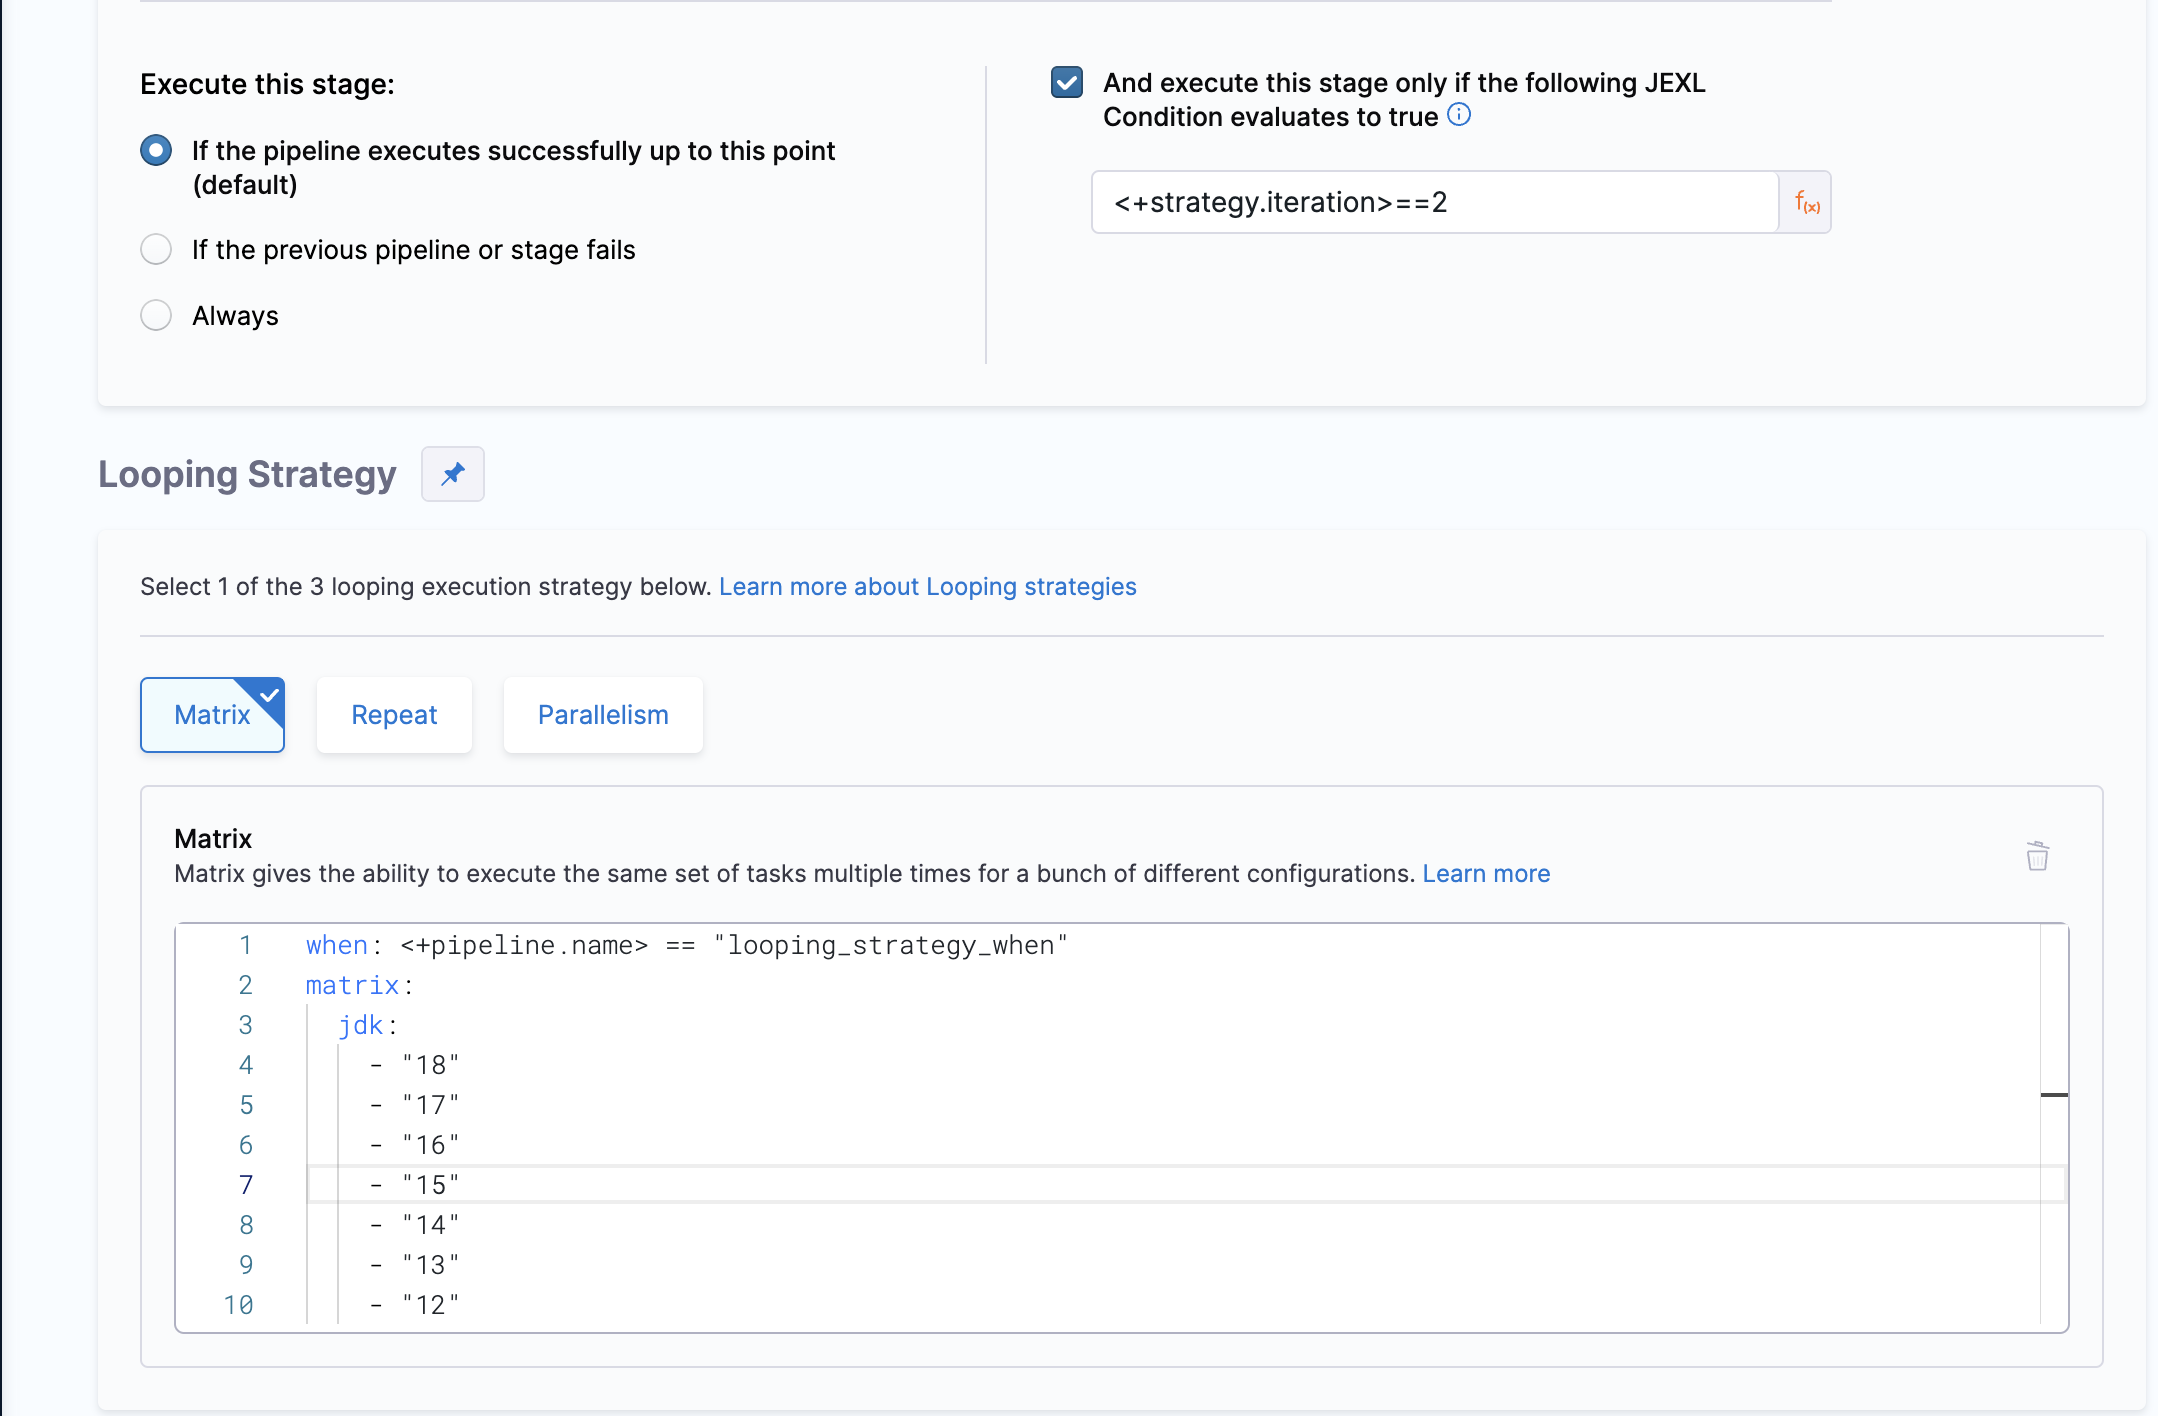 Execute this stage:
If the pipeline executes successfully up to this point
(default)
If the previous pipeline or stage fails
Always
And execute this stage only if the following JEXL
Condition evaluates to true
<+strategy.iteration>==2
f(x)
Looping Strategy
Select 1 of the 3 looping execution strategy below. Learn more about Looping strategies
Matrix
Repeat
Parallelism
Matrix
Matrix gives the ability to execute the same set of tasks multiple times for a bunch of different configurations. Learn more
1 when: <+pipeline.name> == "looping_strategy_when"
2 matrix:
3 jdk:
4 - "18"
5 - "17"
6 - "16"
7 - "15"
8 - "14"
9 - "13"
10 - "12"